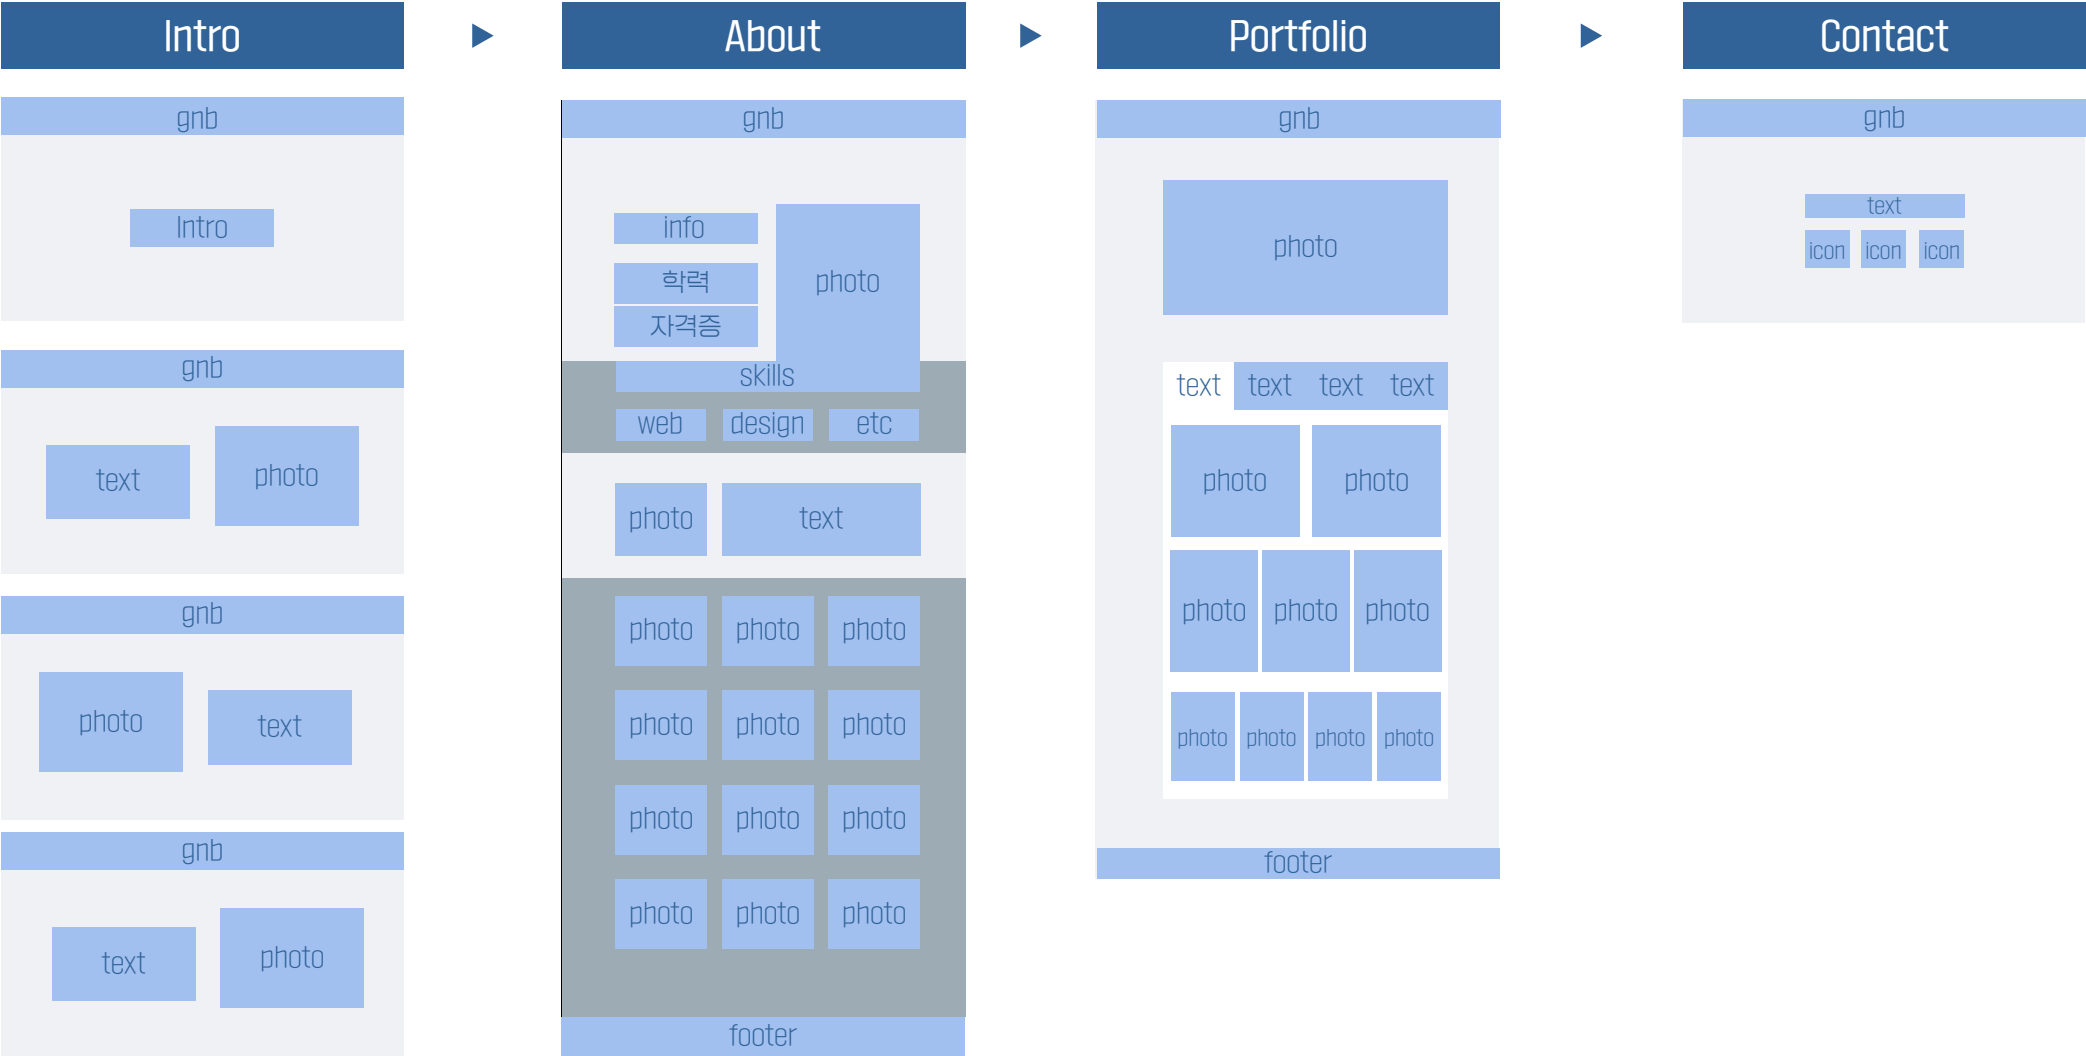 Intro
gnb
Intro
gnb
text
photo
gnb
photo
text
gnb
text
photo
About
gnb
info
학력
자격증
photo
skills
web design etc
photo text
photo photo photo
photo photo photo
photo photo photo
photo photo photo
footer
Portfolio
gnb
photo
text text text text
photo photo
photo photo photo
photo photo photo photo
footer
Contact
gnb
text
icon icon icon